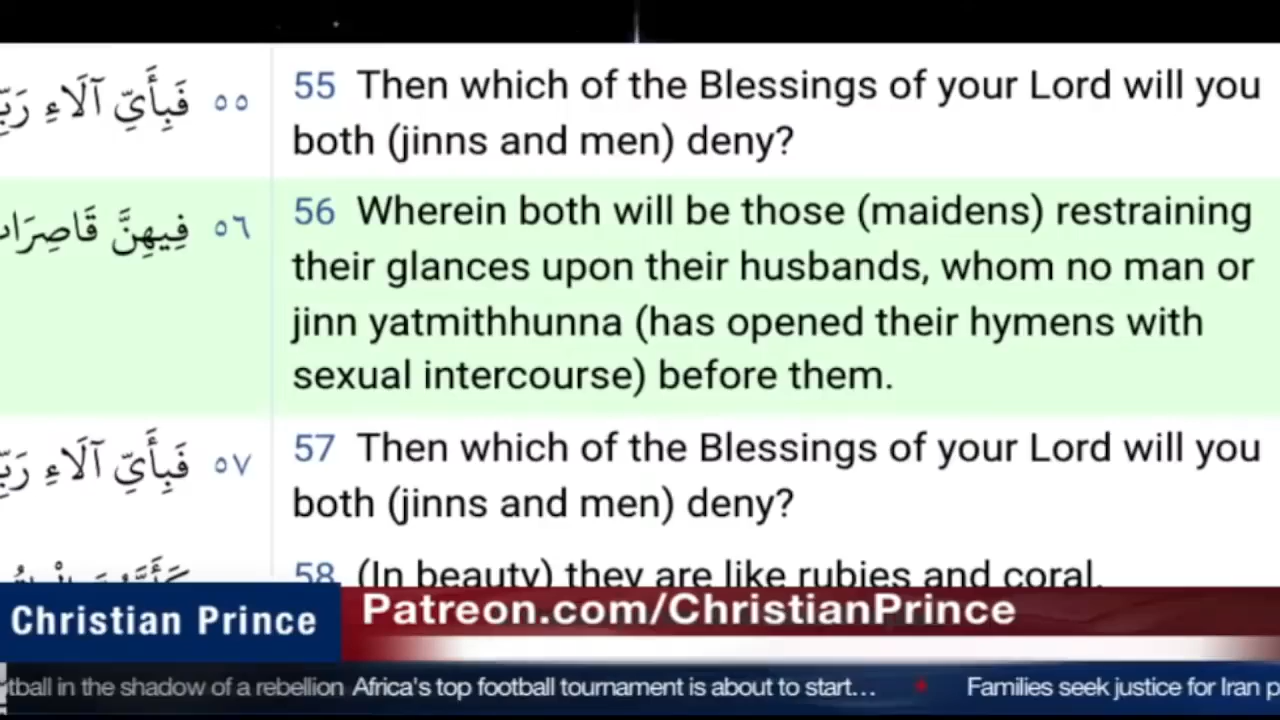 فَبِأَيِّ آلَاءِ ٥٥
55 Then which of the Blessings of your Lord will you
both (jinns and men) deny?
فِيهِنَّ ٥٦
56 Wherein both will be those (maidens) restraining
their glances upon their husbands, whom no man or
jinn yatmithhunna (has opened their hymens with
sexual intercourse) before them.
فَبِأَيِّ آلَاءِ ٥٧
57 Then which of the Blessings of your Lord will you
both (jinns and men) deny?
58 (In beauty) they are like rubies and coral.
Christian Prince
Patreon.com/ChristianPrince
in the shadow of a rebellion Africa's top football tournament is about to start... Families seek justice for Iran